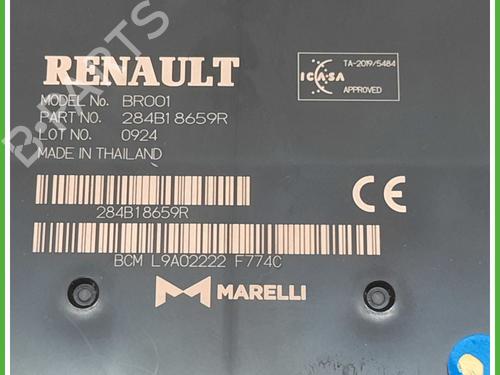 B-PARTS
RENAULT
MODEL No. BR001
PART NO. 284B18659R
LOT NO. 0924
MADE IN THAILAND
ICASA
TA-2019/5484
APPROVED
284B18659R
CE
BCM L9A02222 F774C
MARELLI